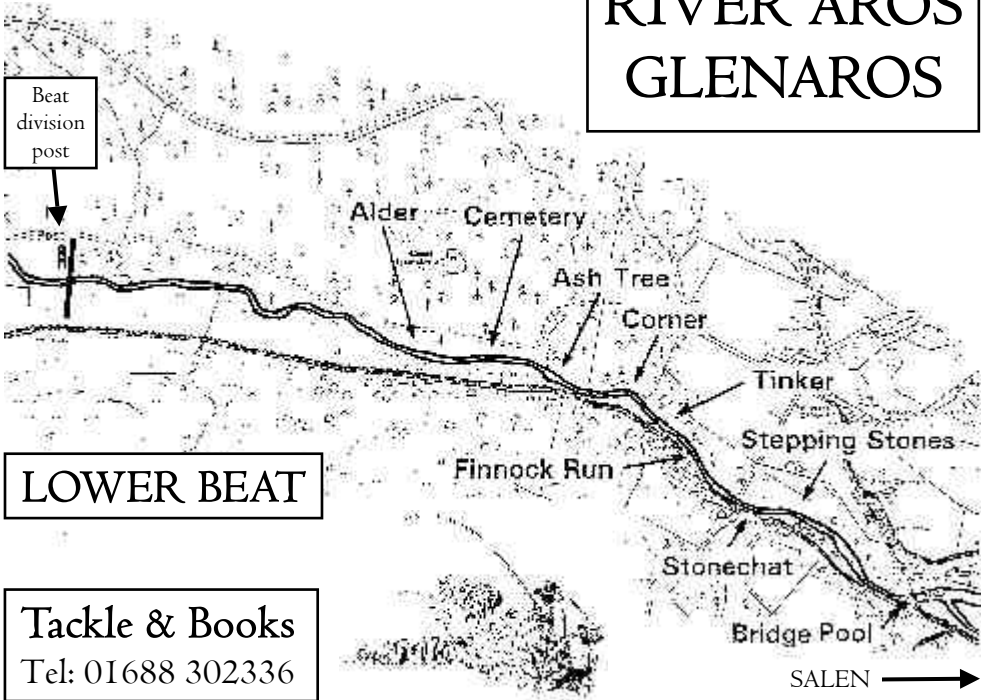 RIVER AROS
GLENAROS
Beat
division
post
Alder
Cemetery
Ash Tree
Corner
Tinker
Stepping Stones
Finnock Run
LOWER BEAT
Stonechat
Tackle & Books
Tel: 01688 302336
Bridge Pool
SALEN